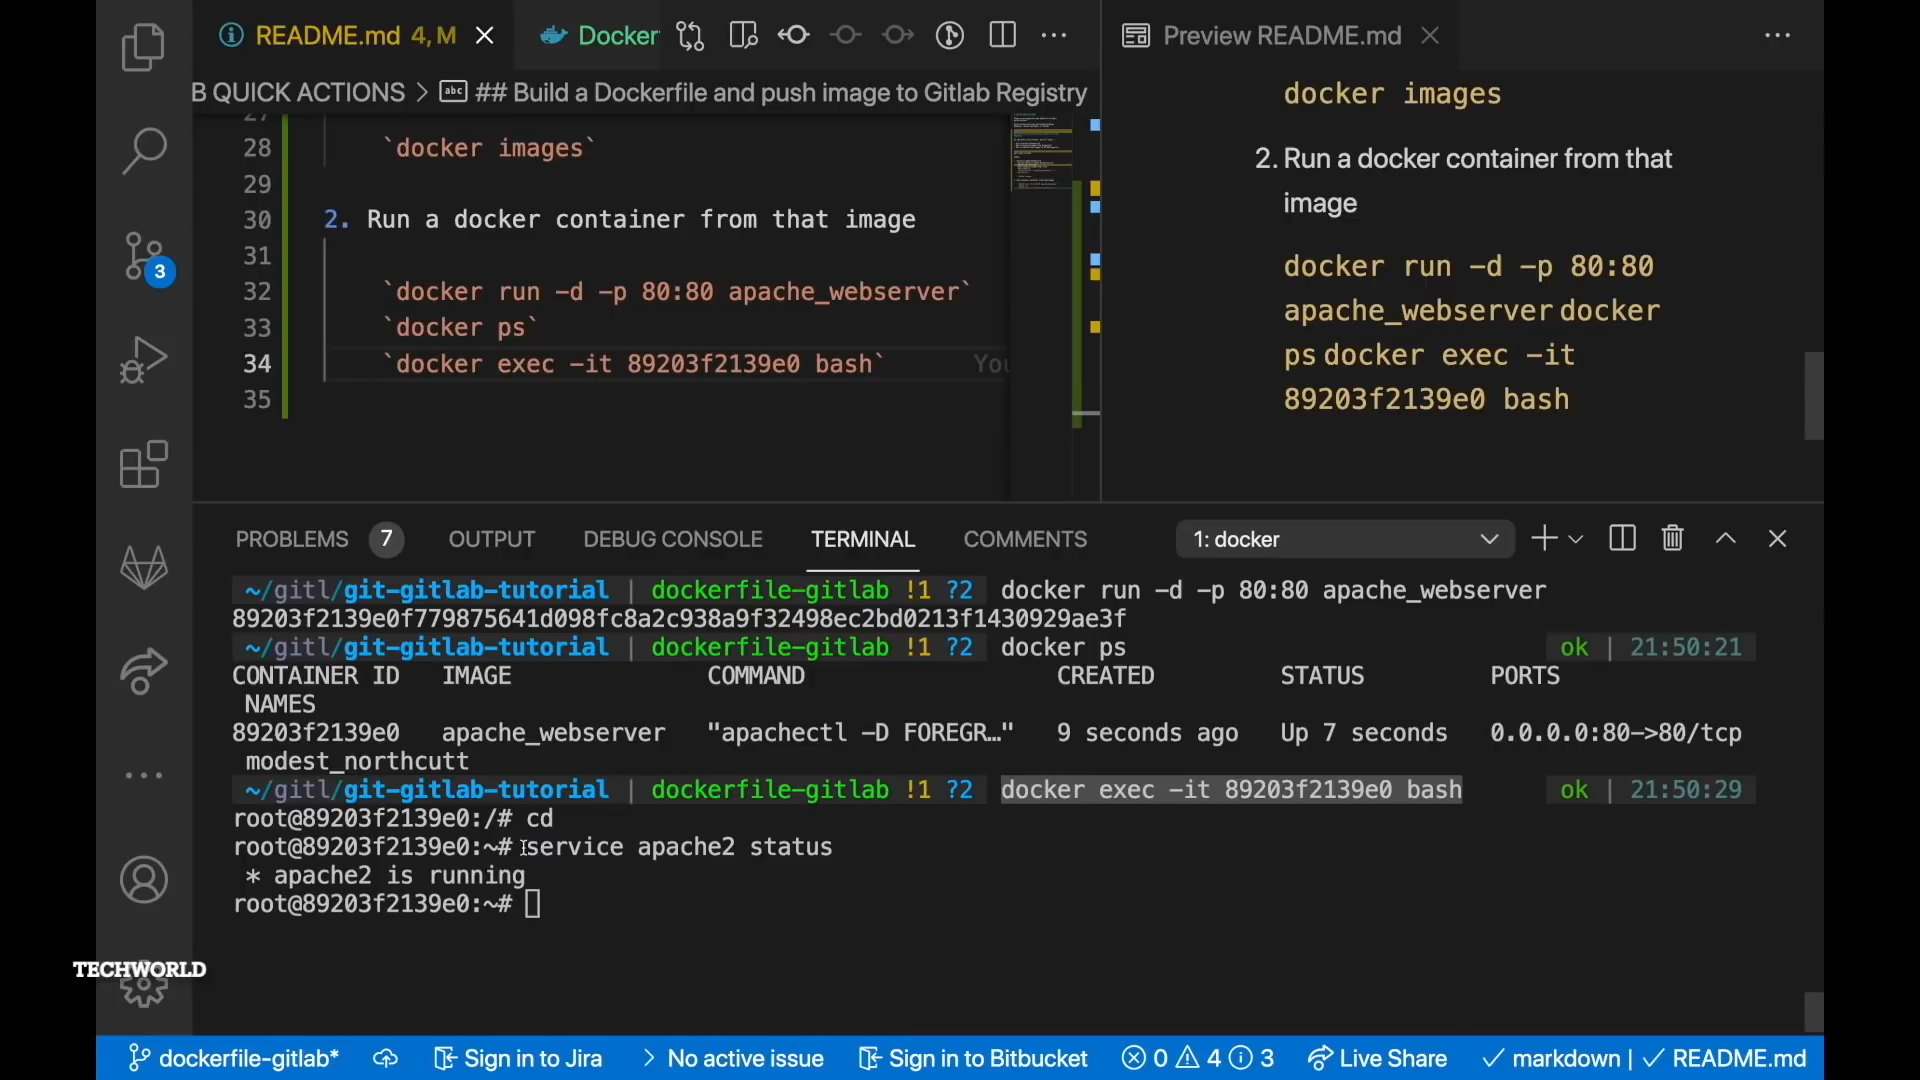 README.md 4, M
Docker
Preview README.md
B QUICK ACTIONS > ## Build a Dockerfile and push image to Gitlab Registry
27
28 `docker images`
29
30 2. Run a docker container from that image
31
32 `docker run -d -p 80:80 apache_webserver`
33 `docker ps`
34 `docker exec -it 89203f2139e0 bash` You
35
docker images
2. Run a docker container from that
image
docker run -d -p 80:80
apache_webserver docker
ps docker exec -it
89203f2139e0 bash
3
PROBLEMS 7 OUTPUT DEBUG CONSOLE TERMINAL COMMENTS 1: docker
~/gitl/git-gitlab-tutorial | dockerfile-gitlab !1 ?2 docker run -d -p 80:80 apache_webserver
89203f2139e0f779875641d098fc8a2c938a9f32498ec2bd0213f1430929ae3f
~/gitl/git-gitlab-tutorial | dockerfile-gitlab !1 ?2 docker ps ok | 21:50:21
CONTAINER ID IMAGE COMMAND CREATED STATUS PORTS
NAMES
89203f2139e0 apache_webserver "apachectl -D FOREGR…" 9 seconds ago Up 7 seconds 0.0.0.0:80->80/tcp
modest_northcutt
~/gitl/git-gitlab-tutorial | dockerfile-gitlab !1 ?2 docker exec -it 89203f2139e0 bash ok | 21:50:29
root@89203f2139e0:/# cd
root@89203f2139e0:~# service apache2 status
* apache2 is running
root@89203f2139e0:~#
TECHWORLD
dockerfile-gitlab* Sign in to Jira > No active issue Sign in to Bitbucket 0 4 3 Live Share ✓ markdown | ✓ README.md